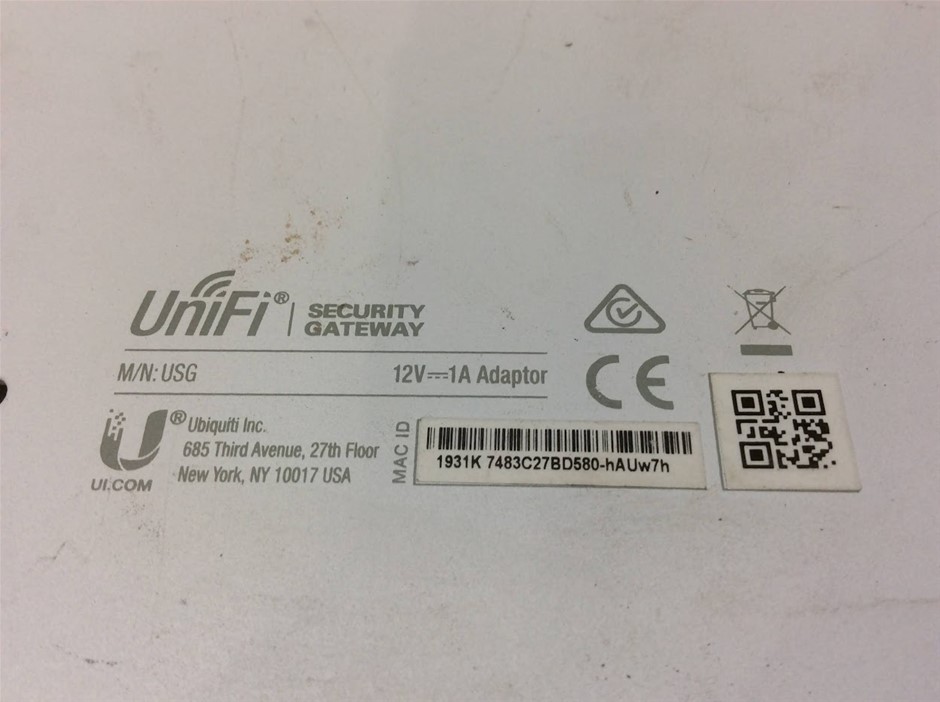 UniFi® | SECURITY GATEWAY
M/N: USG 12V⎓1A Adaptor
® Ubiquiti Inc.
685 Third Avenue, 27th Floor
New York, NY 10017 USA
UI.COM
MAC ID
1931K 7483C27BD580-hAUw7h
CE